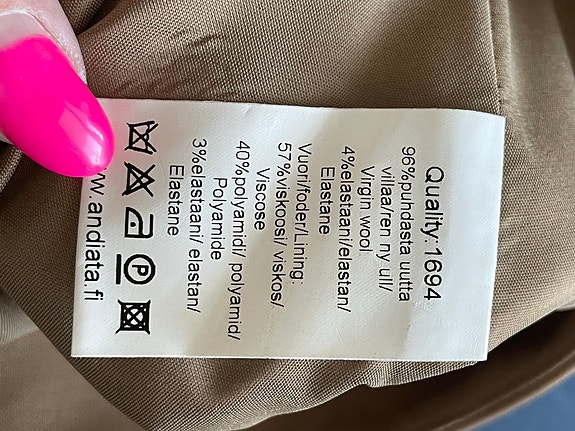 Quality: 1694
96%puhdasta uutta
villaa/ren ny ull/
Virgin wool
4%elastaani/elastan/
Elastane
Vuori/foder/Lining:
57%viskoosi/ viskos/
Viscose
40%polyamidi/ polyamid/
Polyamide
3%elastaani/ elastan/
Elastane
P
w.andiata.fi